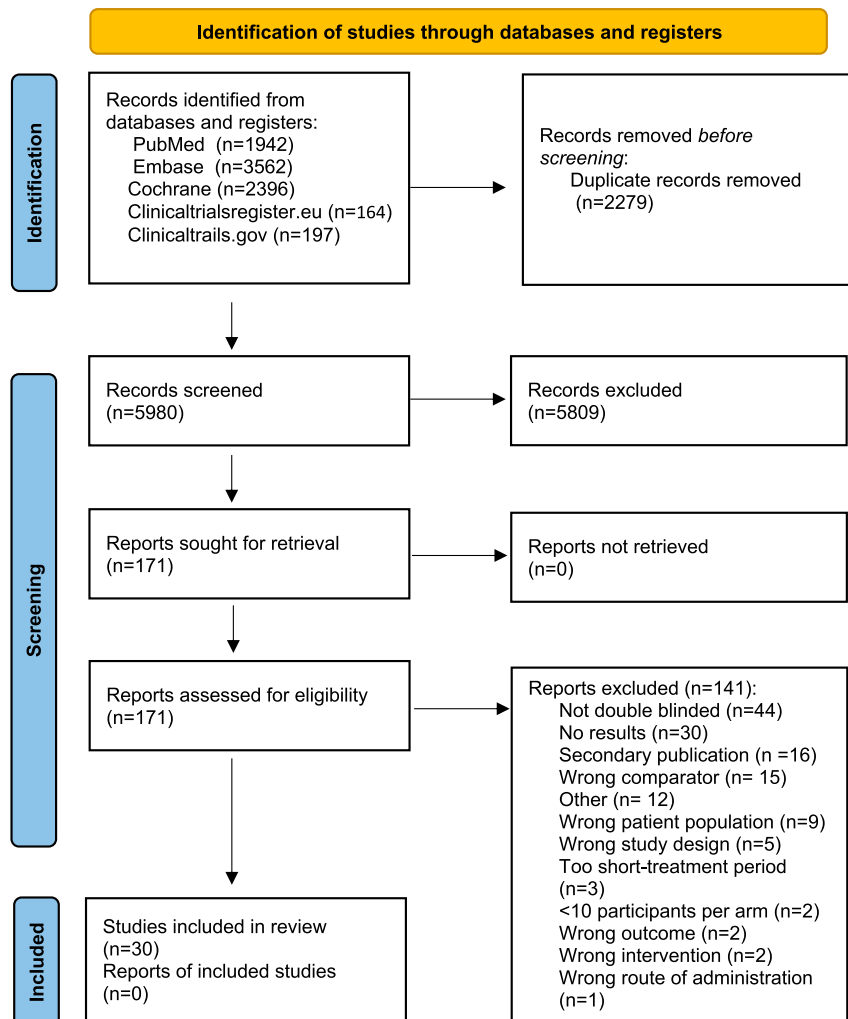 Identification of studies through databases and registers
Identification
Records identified from
databases and registers:
PubMed (n=1942)
Embase (n=3562)
Cochrane (n=2396)
Clinicaltrialsregister.eu (n=164)
Clinicaltrails.gov (n=197)
Records removed before
screening:
Duplicate records removed
(n=2279)
Screening
Records screened
(n=5980)
Records excluded
(n=5809)
Reports sought for retrieval
(n=171)
Reports not retrieved
(n=0)
Reports assessed for eligibility
(n=171)
Reports excluded (n=141):
Not double blinded (n=44)
No results (n=30)
Secondary publication (n =16)
Wrong comparator (n= 15)
Other (n= 12)
Wrong patient population (n=9)
Wrong study design (n=5)
Too short-treatment period
(n=3)
<10 participants per arm (n=2)
Wrong outcome (n=2)
Wrong intervention (n=2)
Wrong route of administration
(n=1)
Included
Studies included in review
(n=30)
Reports of included studies
(n=0)